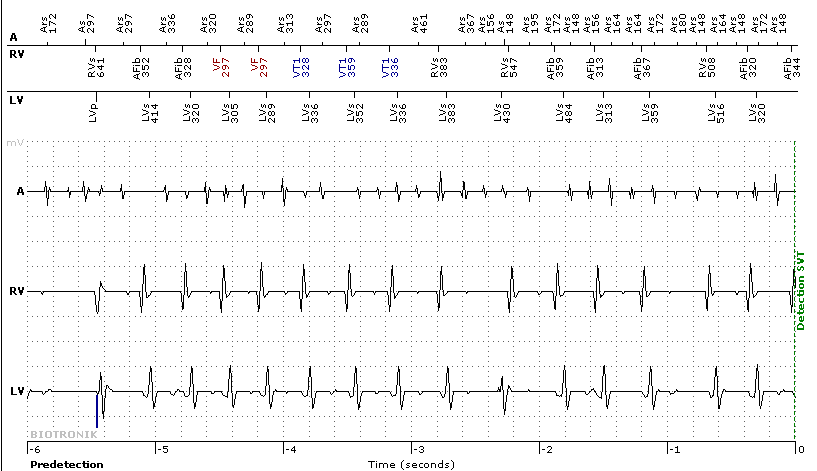 A
Ars 172 Ars 297 Ars 297 Ars 336 Ars 320 Ars 289 Ars 313 Ars 297 Ars 289 Ars 461 Ars 367 Ars 156 Ars 148 Ars 195 Ars 172 Ars 148 Ars 156 Ars 164 Ars 164 Ars 172 Ars 180 Ars 148 Ars 164 Ars 148 Ars 172 Ars 148
RV
RVs 641 AFib 352 AFib 328 VF 297 VF 297 VT1 328 VT1 359 VT1 336 RVs 383 RVs 547 AFib 359 AFib 313 AFib 367 RVs 508 AFib 320 AFib 344
LV
LVp LVs 414 LVs 320 LVs 305 LVs 289 LVs 336 LVs 352 LVs 336 LVs 383 LVs 430 LVs 484 LVs 313 LVs 359 LVs 516 LVs 320
mV
A
RV
LV
Detection SVT
BIOTRONIK
-6 -5 -4 -3 -2 -1 0
Predetection Time (seconds)